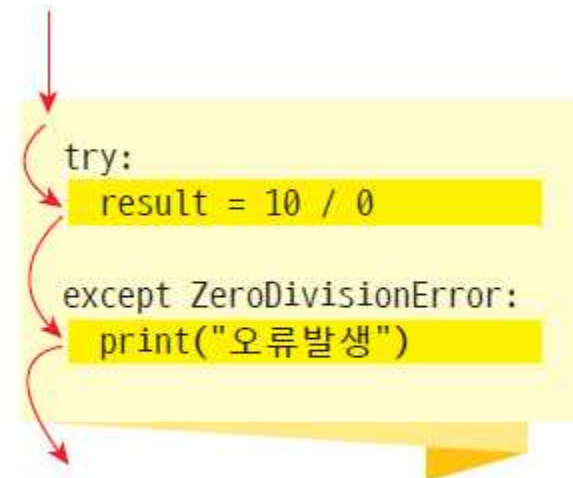 try:
result = 10 / 0
except ZeroDivisionError:
print("오류발생")